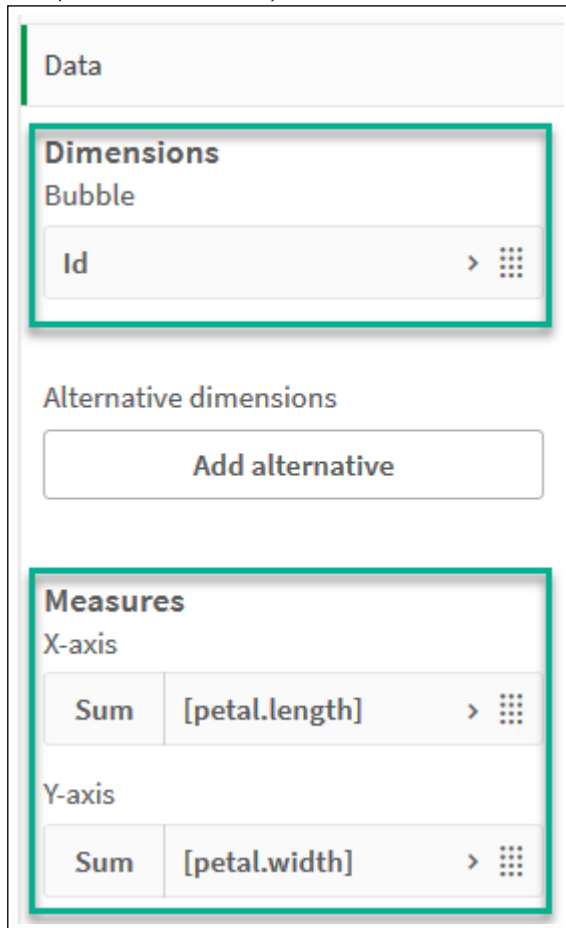 Data
Dimensions
Bubble
Id
Alternative dimensions
Add alternative
Measures
X-axis
Sum [petal.length]
Y-axis
Sum [petal.width]